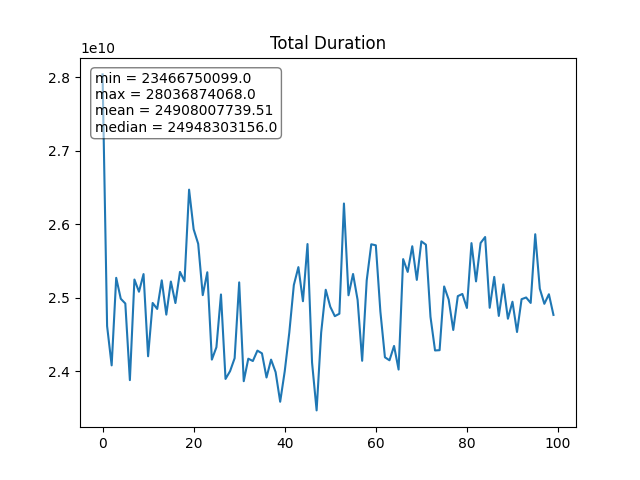 Total Duration
1e10
min = 23466750099.0
max = 28036874068.0
mean = 24908007739.51
median = 24948303156.0
2.8
2.7
2.6
2.5
2.4
0 20 40 60 80 100